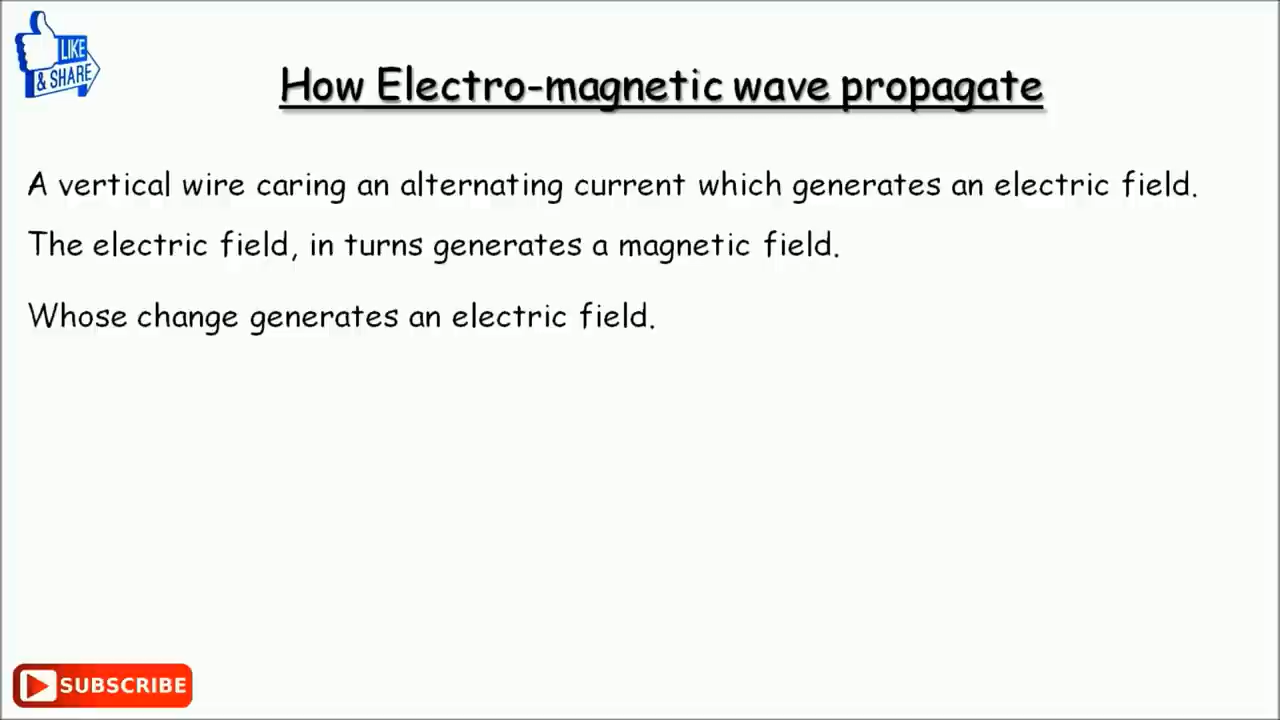 LIKE
& SHARE
How Electro-magnetic wave propagate
A vertical wire caring an alternating current which generates an electric field.
The electric field, in turns generates a magnetic field.
Whose change generates an electric field.
SUBSCRIBE